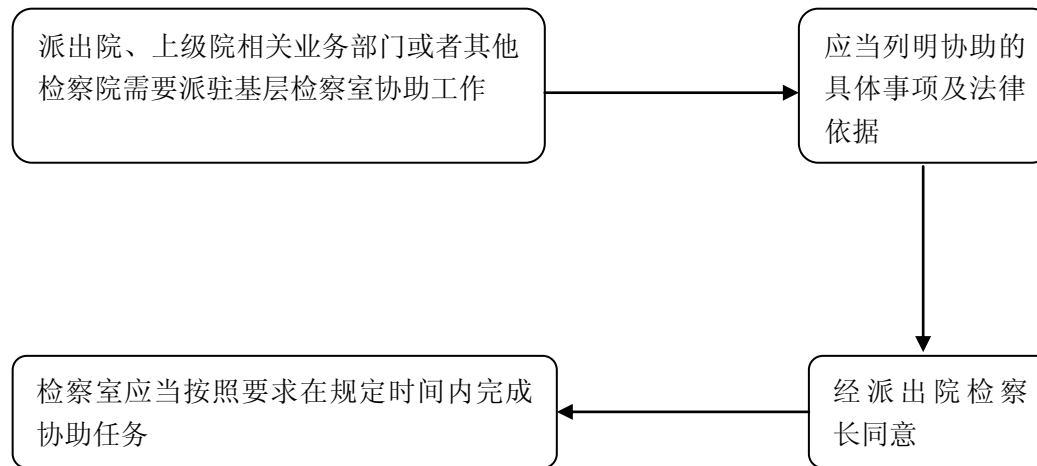 派出院、上级院相关业务部门或者其他
检察院需要派驻基层检察室协助工作
应当列明协助的
具体事项及法律
依据
经派出院检察
长同意
检察室应当按照要求在规定时间内完成
协助任务